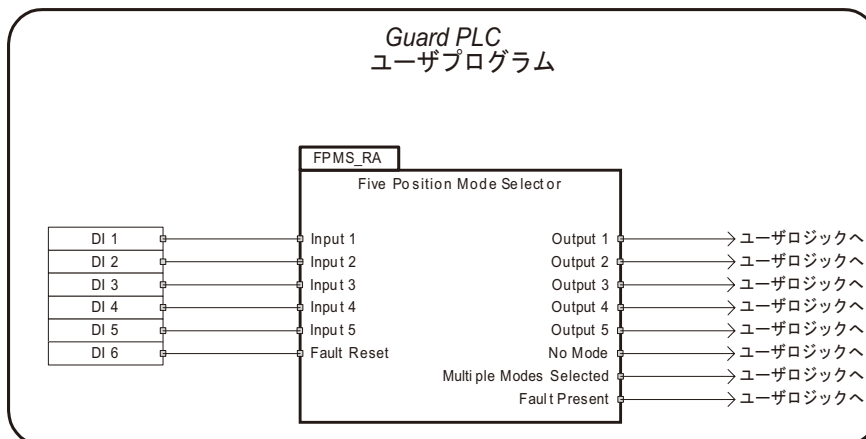 Guard PLC
ユーザプログラム
FPMS_RA
Five Position Mode Selector
DI 1 Input 1 Output 1 ユーザロジックへ
DI 2 Input 2 Output 2 ユーザロジックへ
DI 3 Input 3 Output 3 ユーザロジックへ
DI 4 Input 4 Output 4 ユーザロジックへ
DI 5 Input 5 Output 5 ユーザロジックへ
DI 6 Fault Reset No Mode ユーザロジックへ
Multiple Modes Selected ユーザロジックへ
Fault Present ユーザロジックへ